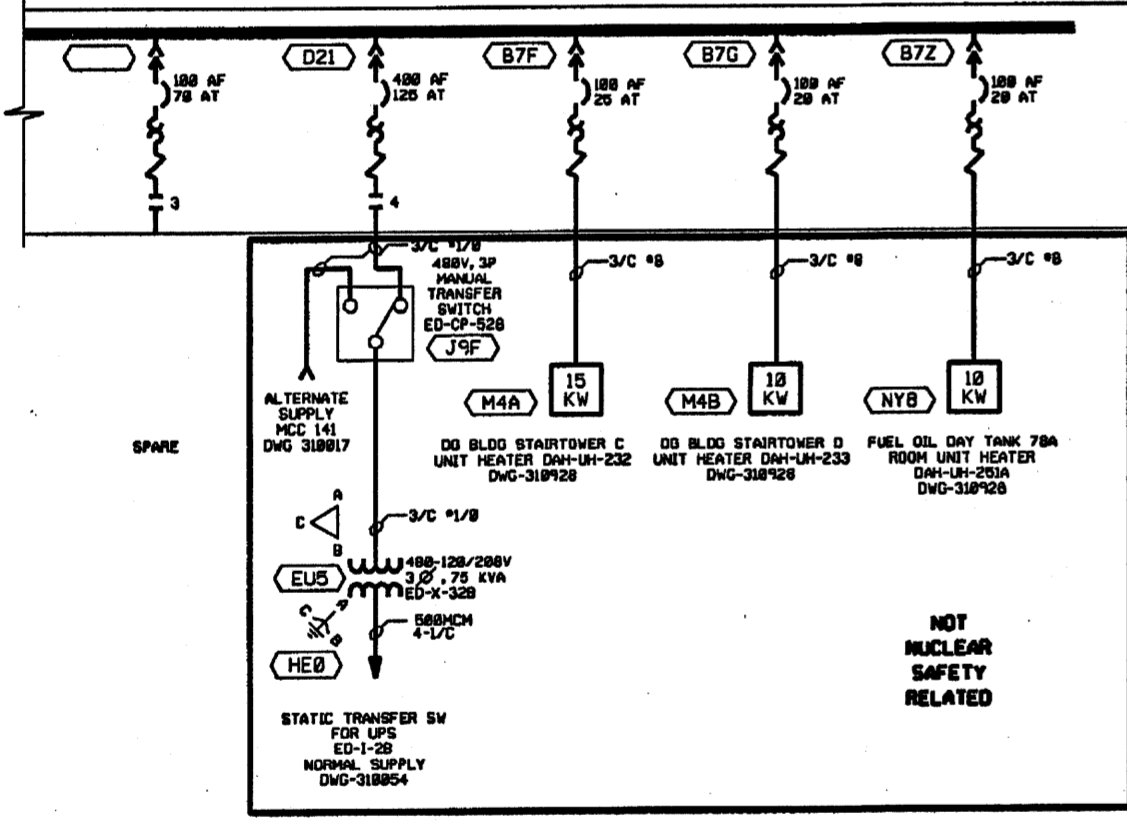 D21
B7F
B7G
B7Z
100 AF
70 AT
400 AF
125 AT
100 AF
25 AT
100 AF
20 AT
100 AF
20 AT
3
4
3/C #1/0
480V, 3P
MANUAL
TRANSFER
SWITCH
ED-CP-528
J9F
3/C #8
3/C #8
3/C #8
ALTERNATE
SUPPLY
MCC 141
DWG 310017
SPARE
15
KW
M4A
DG BLDG STAIRTOWER C
UNIT HEATER DAH-UH-232
DWG-310928
10
KW
M4B
DG BLDG STAIRTOWER D
UNIT HEATER DAH-UH-233
DWG-310928
10
KW
NY8
FUEL OIL DAY TANK 78A
ROOM UNIT HEATER
DAH-UH-251A
DWG-310928
A
C
B
3/C #1/0
EU5
480-120/208V
3 Ø, 75 KVA
ED-X-32B
C
A
B
500MCM
4-1/C
HE0
STATIC TRANSFER SW
FOR UPS
ED-I-2B
NORMAL SUPPLY
DWG-310054
NOT
NUCLEAR
SAFETY
RELATED